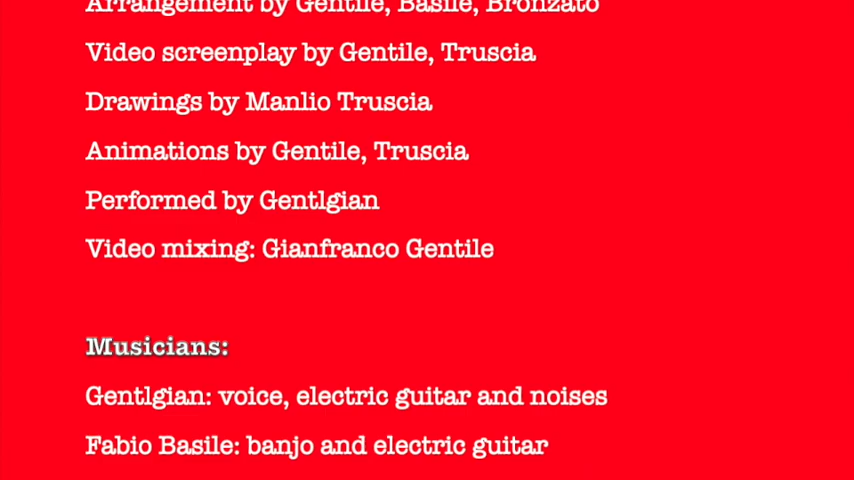 Arrangement by Gentile, Basile, Bronzato
Video screenplay by Gentile, Truscia
Drawings by Manlio Truscia
Animations by Gentile, Truscia
Performed by Gentlgian
Video mixing: Gianfranco Gentile
Musicians:
Gentlgian: voice, electric guitar and noises
Fabio Basile: banjo and electric guitar